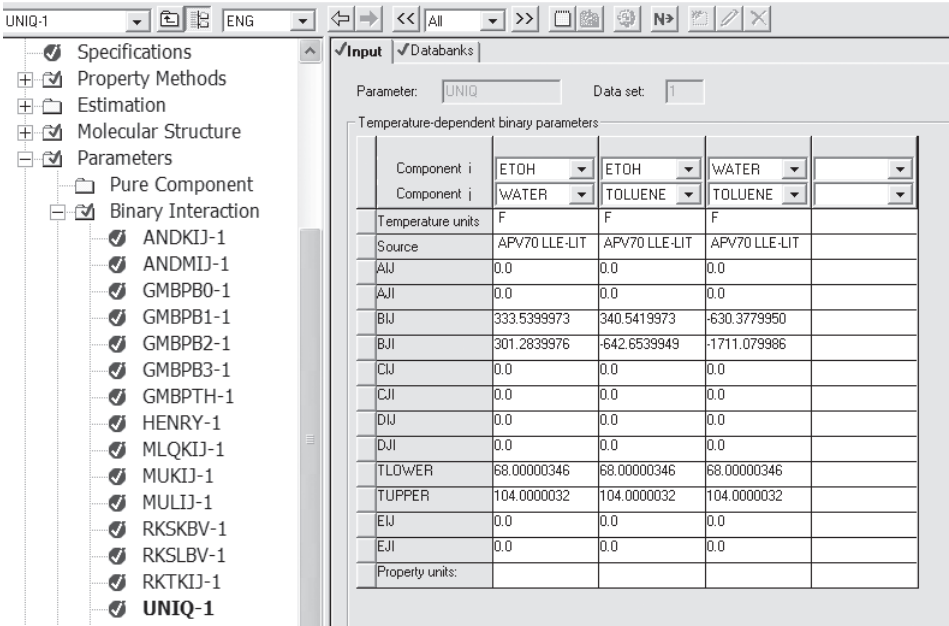 UNIQ-1 ENG << All >> N>
Specifications
Property Methods
Estimation
Molecular Structure
Parameters
Pure Component
Binary Interaction
ANDKIJ-1
ANDMIJ-1
GMBPB0-1
GMBPB1-1
GMBPB2-1
GMBPB3-1
GMBPTH-1
HENRY-1
MLQKIJ-1
MUKIJ-1
MULIJ-1
RKSKBV-1
RKSLBV-1
RKTKIJ-1
UNIQ-1
Input Databanks
Parameter: UNIQ Data set: 1
Temperature-dependent binary parameters
Component i ETOH ETOH WATER
Component j WATER TOLUENE TOLUENE
Temperature units F F F
Source APV70 LLE-LIT APV70 LLE-LIT APV70 LLE-LIT
AIJ 0.0 0.0 0.0
AJI 0.0 0.0 0.0
BIJ 333.5399973 340.5419973 -630.3779950
BJI 301.2839976 -642.6539949 -1711.079986
CIJ 0.0 0.0 0.0
CJI 0.0 0.0 0.0
DIJ 0.0 0.0 0.0
DJI 0.0 0.0 0.0
TLOWER 68.00000346 68.00000346 68.00000346
TUPPER 104.0000032 104.0000032 104.0000032
EIJ 0.0 0.0 0.0
EJI 0.0 0.0 0.0
Property units: